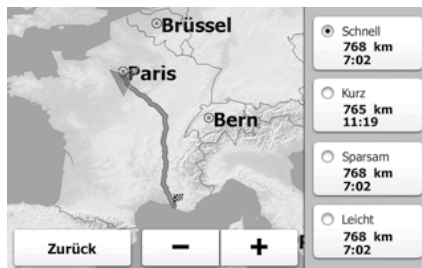 Brüssel
Paris
Bern
Zurück
−
+
Schnell
768 km
7:02
Kurz
765 km
11:19
Sparsam
768 km
7:02
Leicht
768 km
7:02